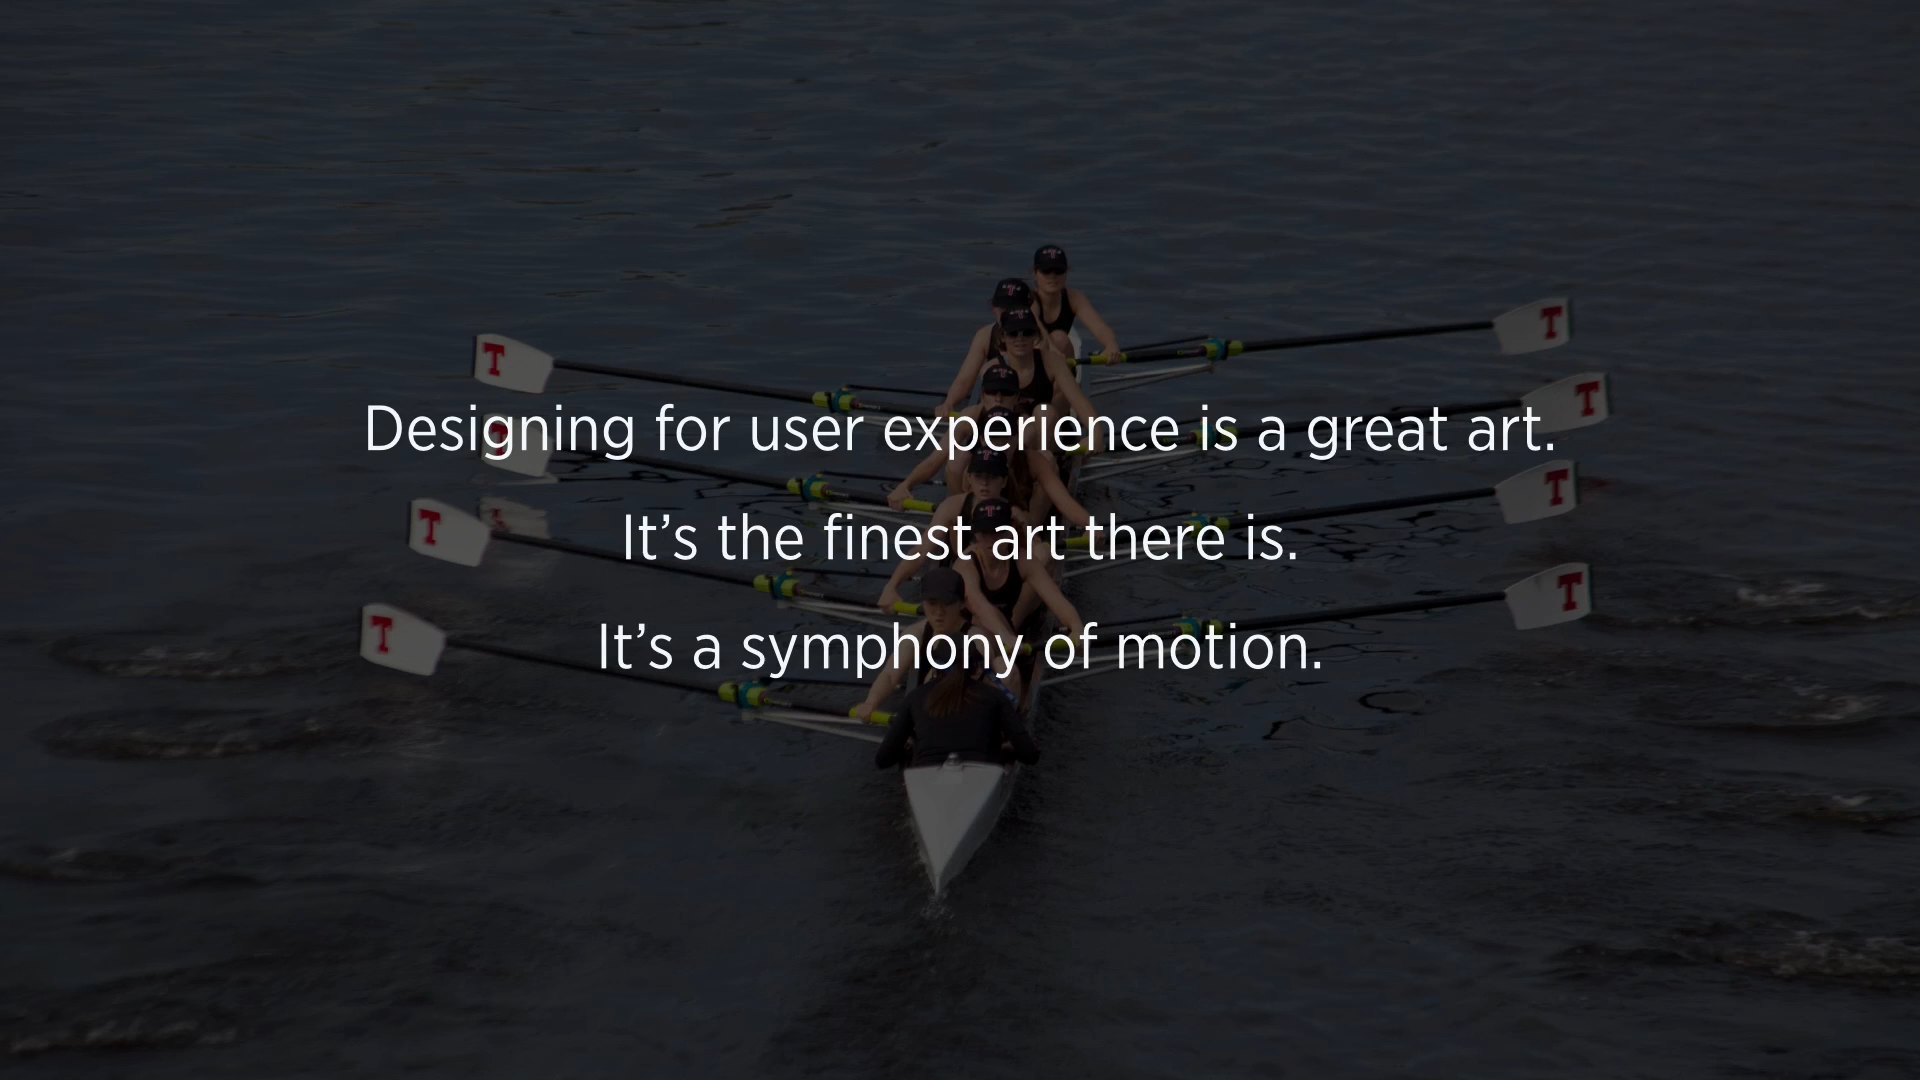 Designing for user experience is a great art.
It’s the finest art there is.
It’s a symphony of motion.
T
T
T
T
T
T
T